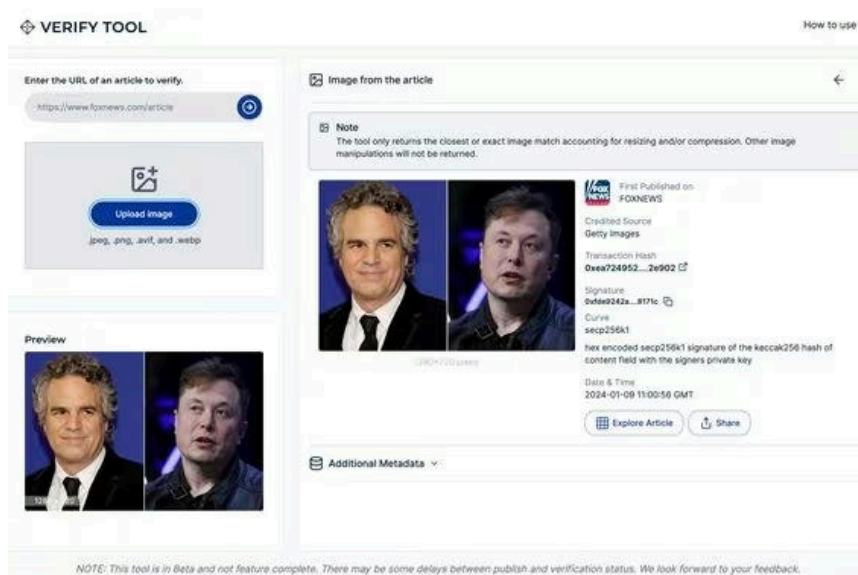 VERIFY TOOL
How to use
Enter the URL of an article to verify.
https://www.foxnews.com/article
Upload image
.jpeg, .png, .avif, and .webp
Preview
Image from the article
Note
The tool only returns the closest or exact image match accounting for resizing and/or compression. Other image
manipulations will not be returned.
FOX
NEWS
First Published on
FOXNEWS
Credited Source
Getty Images
Transaction Hash
0xea724952....2e902
Signature
Curve
secp256k1
hex encoded secp256k1 signature of the keccak256 hash of
content field with the signers private key
Date & Time
2024-01-09 11:00:56 GMT
Explore Article
Share
1280×720 pixels
Additional Metadata
NOTE: This tool is in Beta and not feature complete. There may be some delays between publish and verification status. We look forward to your feedback.